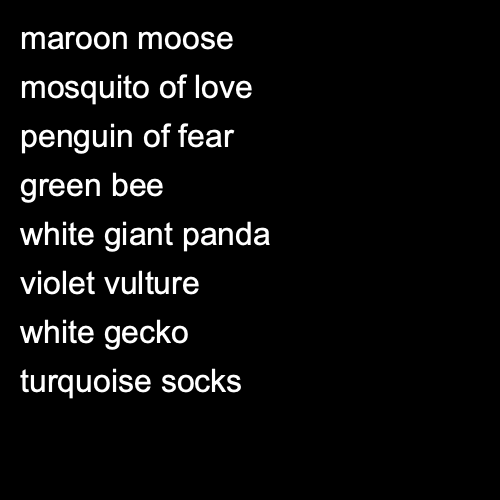 maroon moose
mosquito of love
penguin of fear
green bee
white giant panda
violet vulture
white gecko
turquoise socks